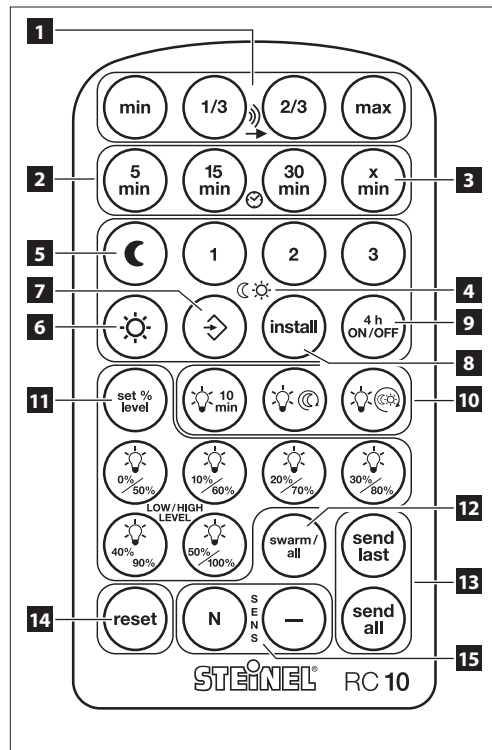 1
min 1/3 2/3 max
2
5 min
15 min
30 min
x min
3
5
1 2 3
7
4
6
install
4 h ON/OFF
9
8
11
set % level
10 min
10
0%/50%
10%/60%
20%/70%
30%/80%
LOW/HIGH LEVEL
12
40%/90%
50%/100%
swarm/ all
send last
13
send all
14
reset
N
SENS
–
15
STEINEL® RC 10